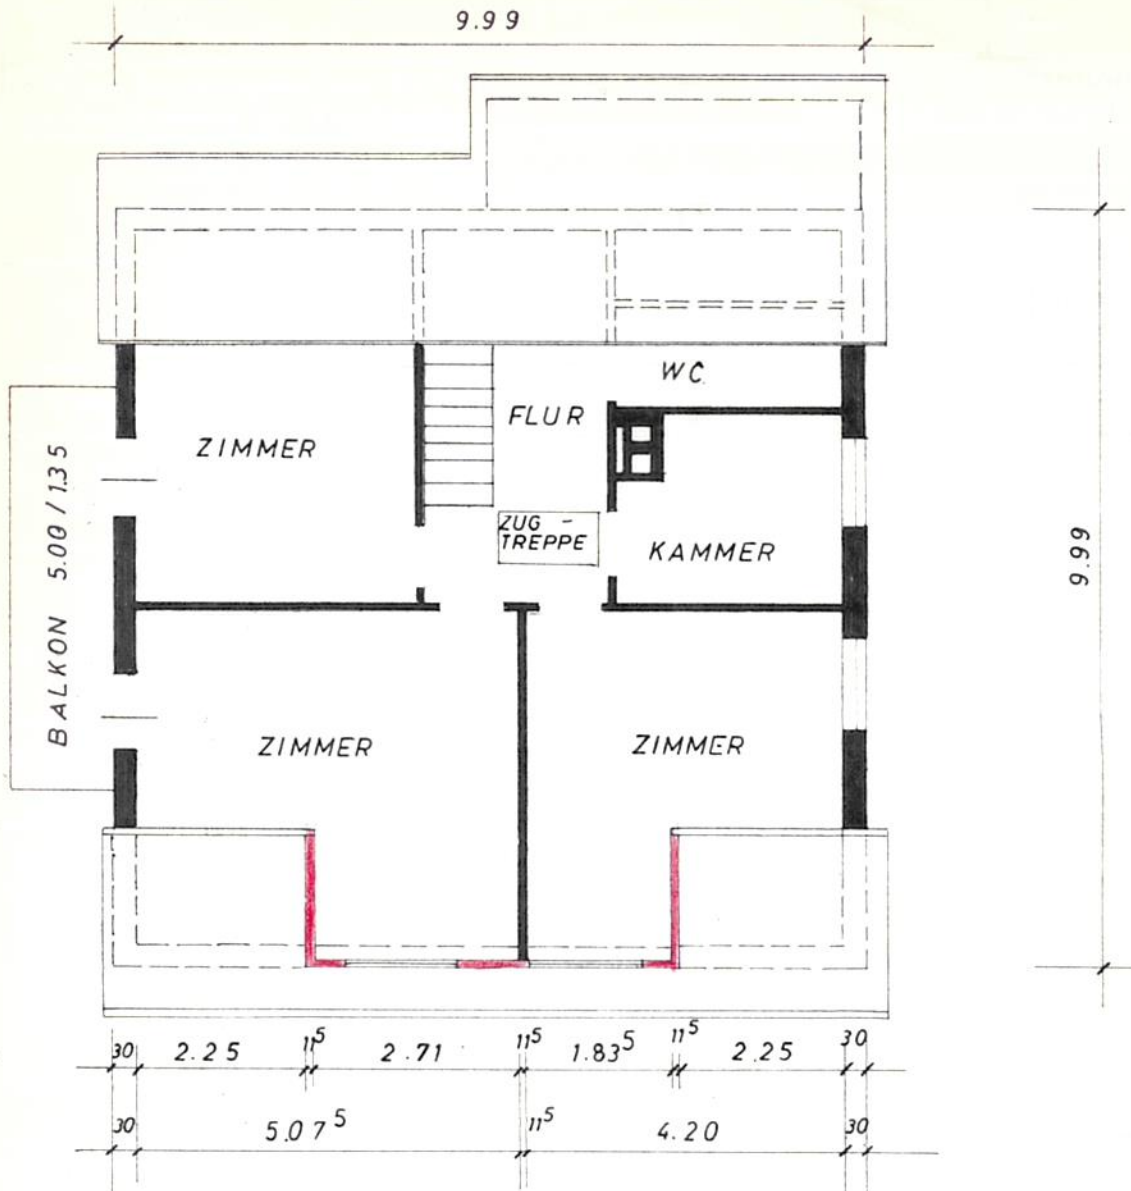 9.99
WC
FLUR
ZIMMER
BALKON 5.00 / 1.35
ZUG -
TREPPE
KAMMER
9.99
ZIMMER
ZIMMER
30 2.25 11⁵ 2.71 11⁵ 1.83⁵ 11⁵ 2.25 30
30 5.07⁵ 11⁵ 4.20 30